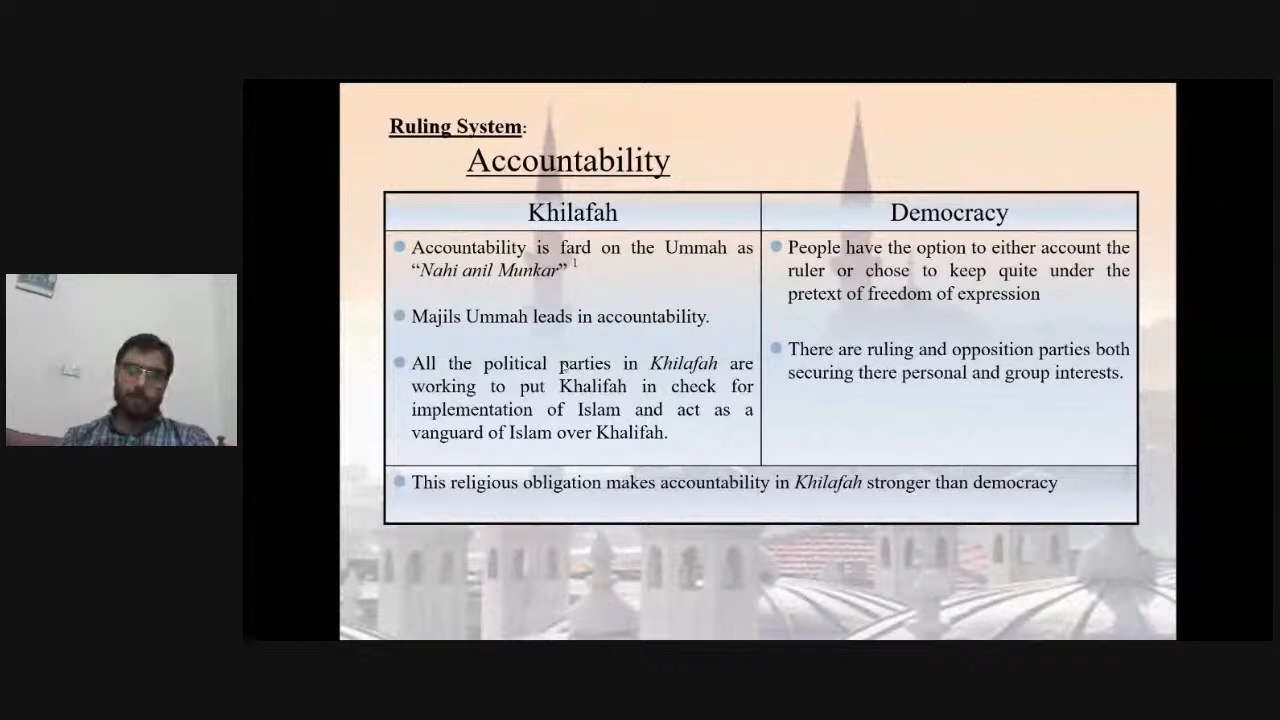 Ruling System:
Accountability
Khilafah
Democracy
Accountability is fard on the Ummah as
“Nahi anil Munkar” 1
Majils Ummah leads in accountability.
All the political parties in Khilafah are
working to put Khalifah in check for
implementation of Islam and act as a
vanguard of Islam over Khalifah.
People have the option to either account the
ruler or chose to keep quite under the
pretext of freedom of expression
There are ruling and opposition parties both
securing there personal and group interests.
This religious obligation makes accountability in Khilafah stronger than democracy